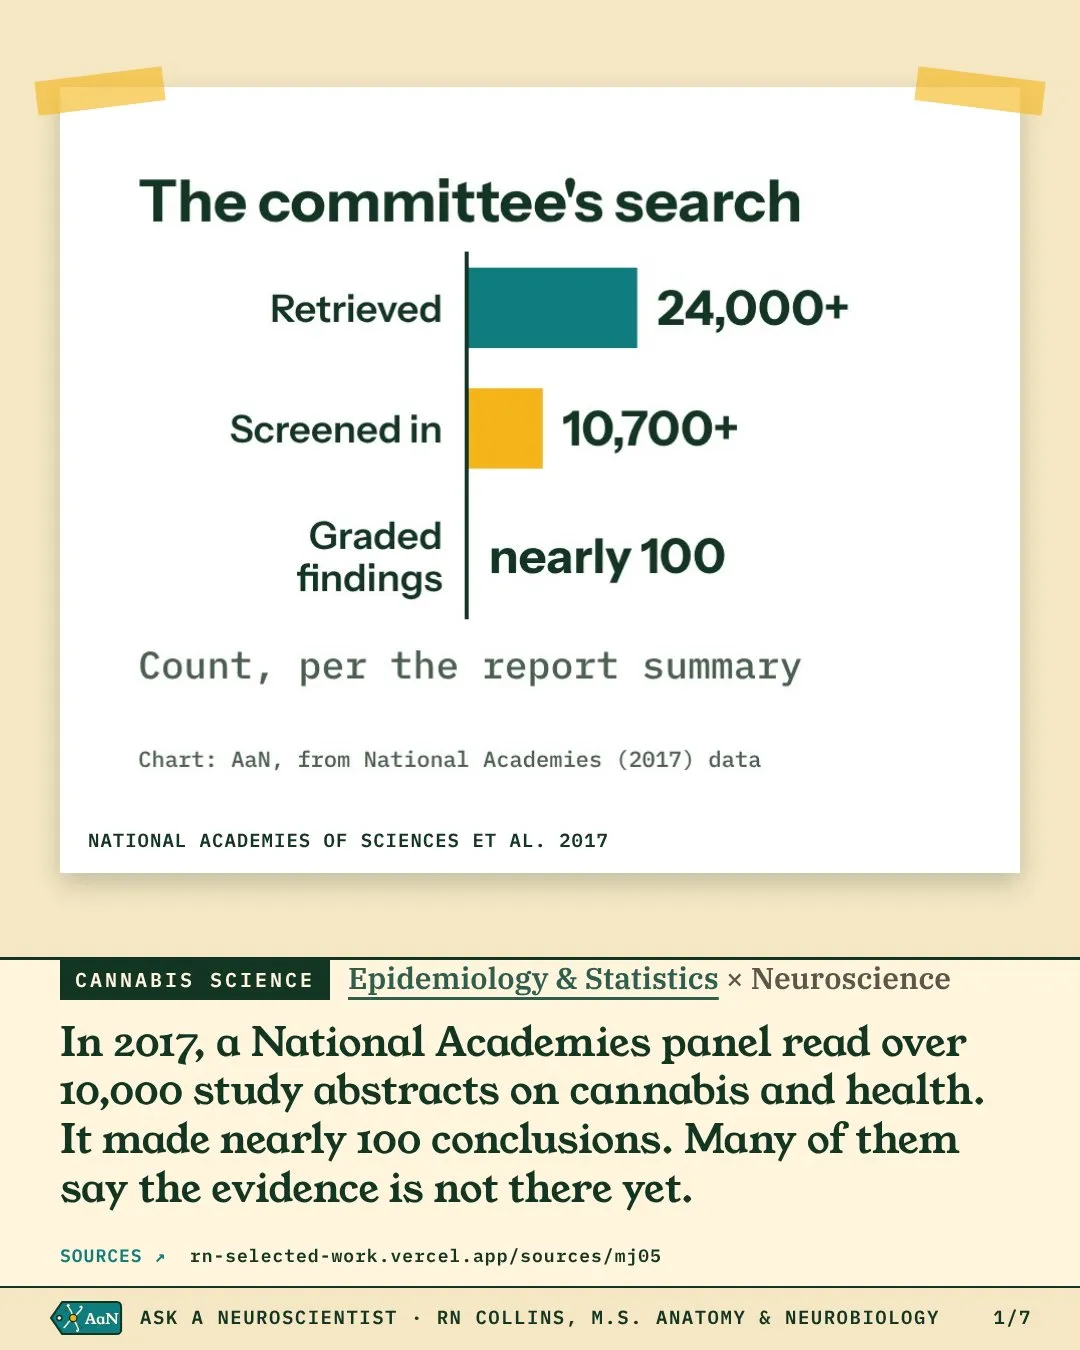 The committee's search
Retrieved 24,000+
Screened in 10,700+
Graded
findings
nearly 100
Count, per the report summary
Chart: AaN, from National Academies (2017) data
NATIONAL ACADEMIES OF SCIENCES ET AL. 2017
CANNABIS SCIENCE Epidemiology & Statistics × Neuroscience
In 2017, a National Academies panel read over
10,000 study abstracts on cannabis and health.
It made nearly 100 conclusions. Many of them
say the evidence is not there yet.
SOURCES ↗ rn-selected-work.vercel.app/sources/mj05
AaN ASK A NEUROSCIENTIST · RN COLLINS, M.S. ANATOMY & NEUROBIOLOGY 1/7